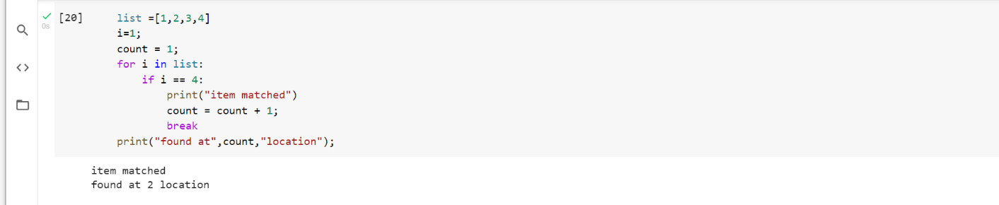 [20] list =[1,2,3,4]
0s
i=1;
count = 1;
for i in list:
    if i == 4:
        print("item matched")
        count = count + 1;
        break
print("found at",count,"location");
item matched
found at 2 location